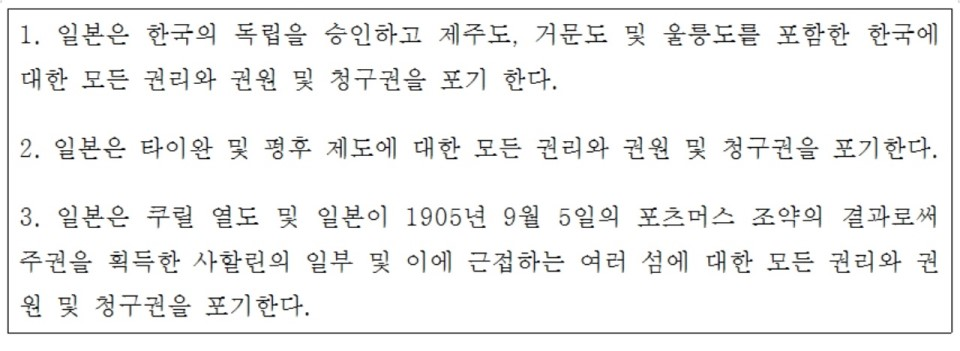 1. 일본은 한국의 독립을 승인하고 제주도, 거문도 및 울릉도를 포함한 한국에
대한 모든 권리와 권원 및 청구권을 포기 한다.
2. 일본은 타이완 및 평후 제도에 대한 모든 권리와 권원 및 청구권을 포기한다.
3. 일본은 쿠릴 열도 및 일본이 1905년 9월 5일의 포츠머스 조약의 결과로써
주권을 획득한 사할린의 일부 및 이에 근접하는 여러 섬에 대한 모든 권리와 권
원 및 청구권을 포기한다.